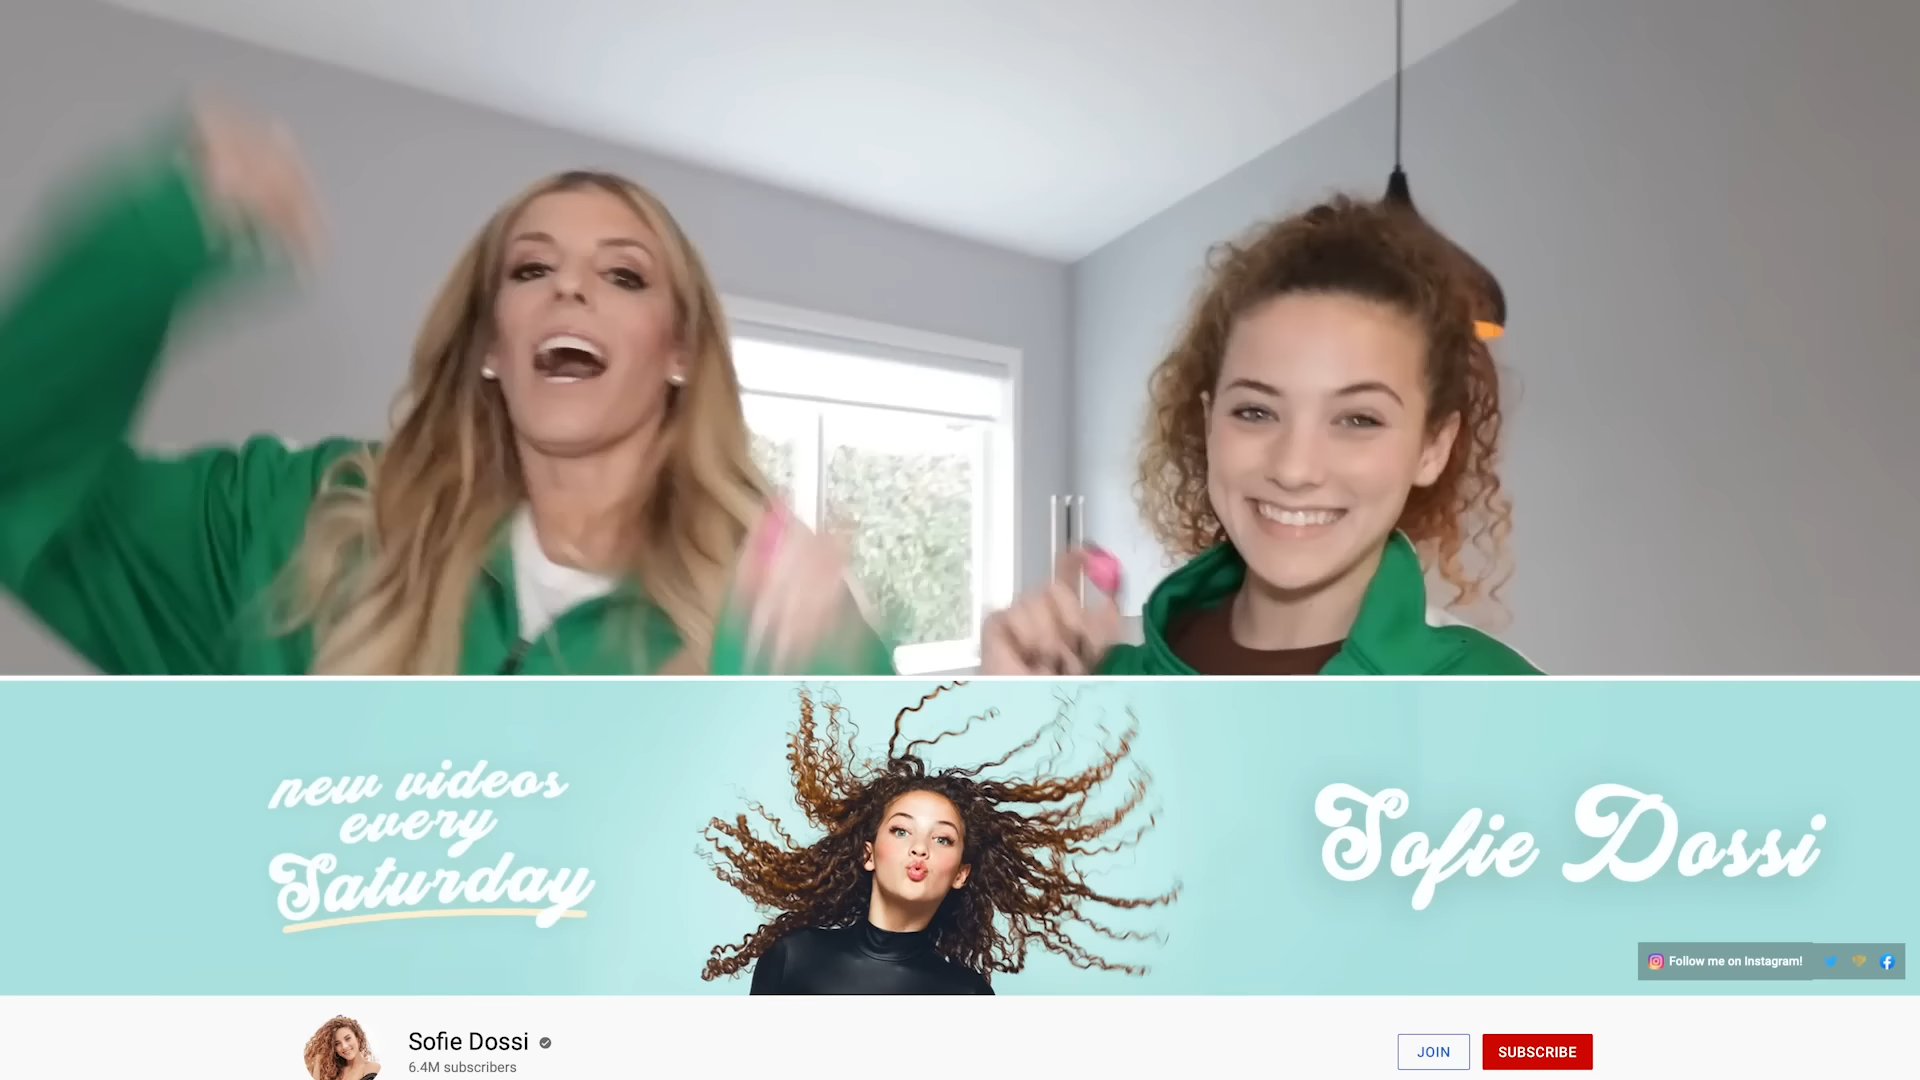 new videos
every
Saturday
Sofie Dossi
Follow me on Instagram!
Sofie Dossi
6.4M subscribers
JOIN
SUBSCRIBE